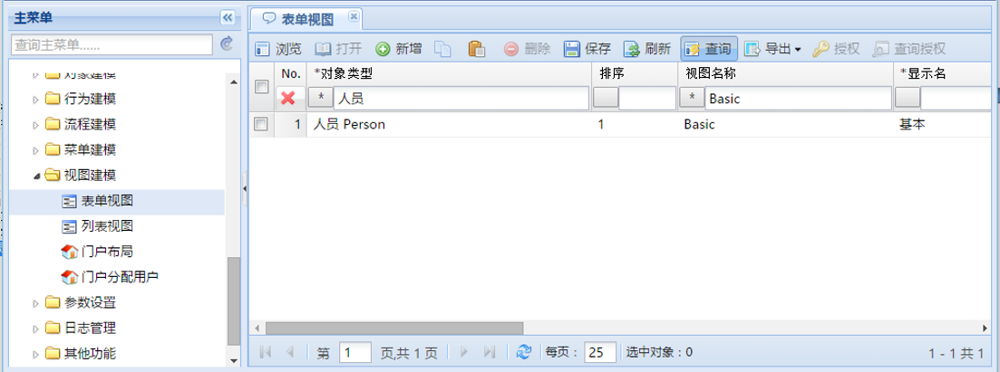 主菜单
查询主菜单......
对象建模
行为建模
流程建模
菜单建模
视图建模
表单视图
列表视图
门户布局
门户分配用户
参数设置
日志管理
其他功能
表单视图
浏览 打开 新增 删除 保存 刷新 查询 导出 授权 查询授权
No. *对象类型 排序 视图名称 *显示名
* 人员 * Basic
1 人员 Person 1 Basic 基本
第 1 页,共 1 页 每页： 25 选中对象：0 1 - 1 共 1